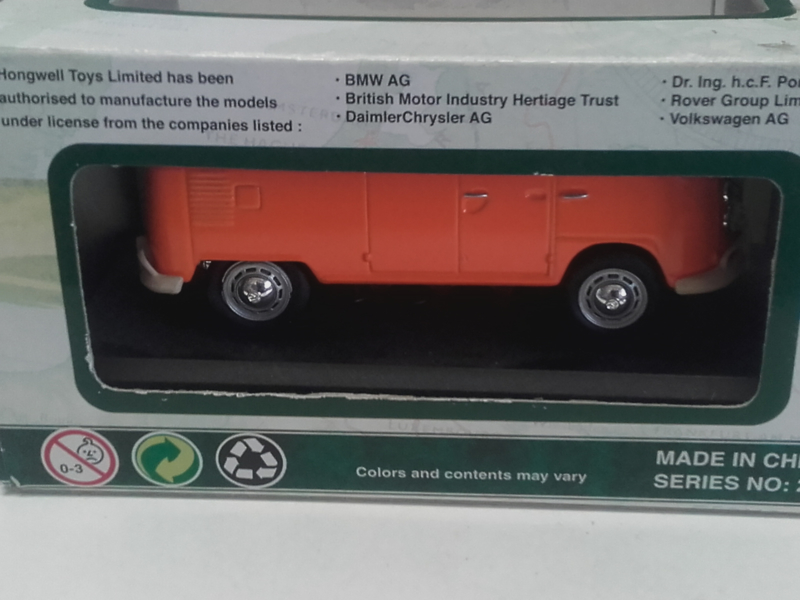 Hongwell Toys Limited has been
authorised to manufacture the models
under license from the companies listed :
· BMW AG
· British Motor Industry Hertiage Trust
· DaimlerChrysler AG
· Dr. Ing. h.c.F. Po
· Rover Group Lim
· Volkswagen AG
0-3
Colors and contents may vary
MADE IN CHI
SERIES NO: 2